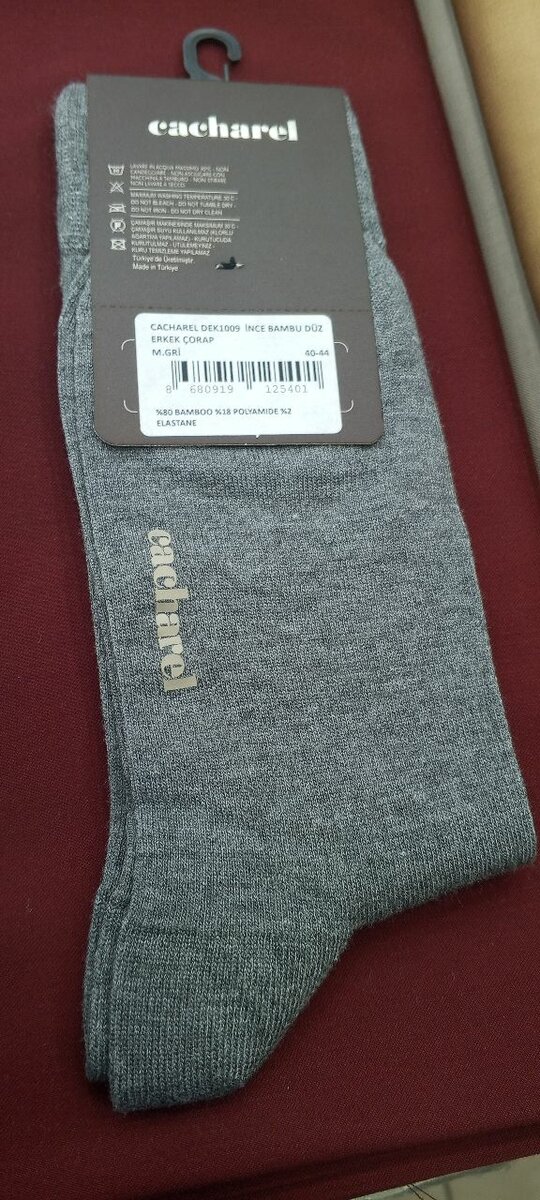 cacharel
LAVARE IN ACQUA MASSIMO 30°C - NON
CANDEGGIARE - NON ASCIUGARE CON
MACCHINA A TAMBURO - NON STIRARE
NON LAVARE A SECCO
MAXIMUM WASHING TEMPERATURE 30°C -
DO NOT BLEACH - DO NOT TUMBLE DRY -
DO NOT IRON - DO NOT DRY CLEAN
ÇAMAŞIR MAKİNESİNDE MAKSİMUM 30°C -
ÇAMAŞIR SUYU KULLANILMAZ (KLORLU
AĞARTMA YAPILAMAZ) - KURUTUCUDA
KURUTULMAZ - ÜTÜLEMEYİNİZ -
KURU TEMİZLEME YAPILAMAZ
Türkiye'de Üretilmiştir.
Made in Türkiye
CACHAREL DEK1009 İNCE BAMBU DÜZ
ERKEK ÇORAP
M.GRİ 40-44
8 680919 125401
%80 BAMBOO %18 POLYAMIDE %2
ELASTANE
cacharel